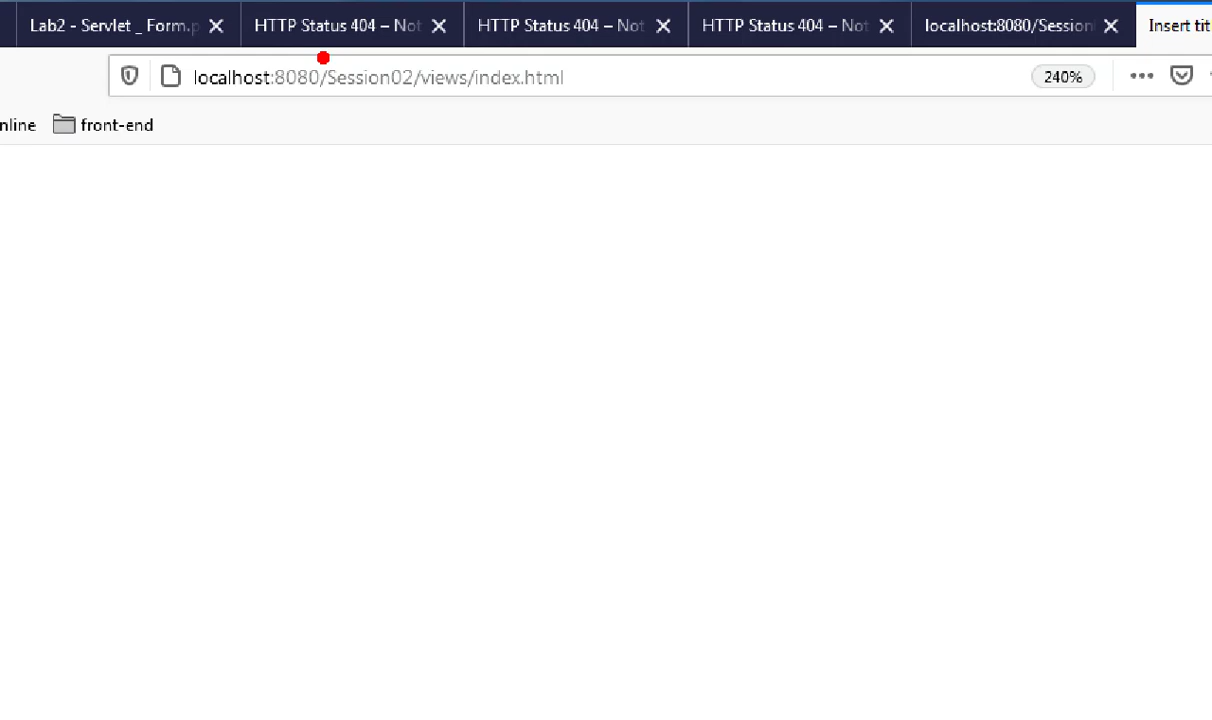 Lab2 - Servlet _ Form.p
HTTP Status 404 – Not
HTTP Status 404 – Not
HTTP Status 404 – Not
localhost:8080/Session
Insert tit
localhost:8080/Session02/views/index.html
240%
nline
front-end